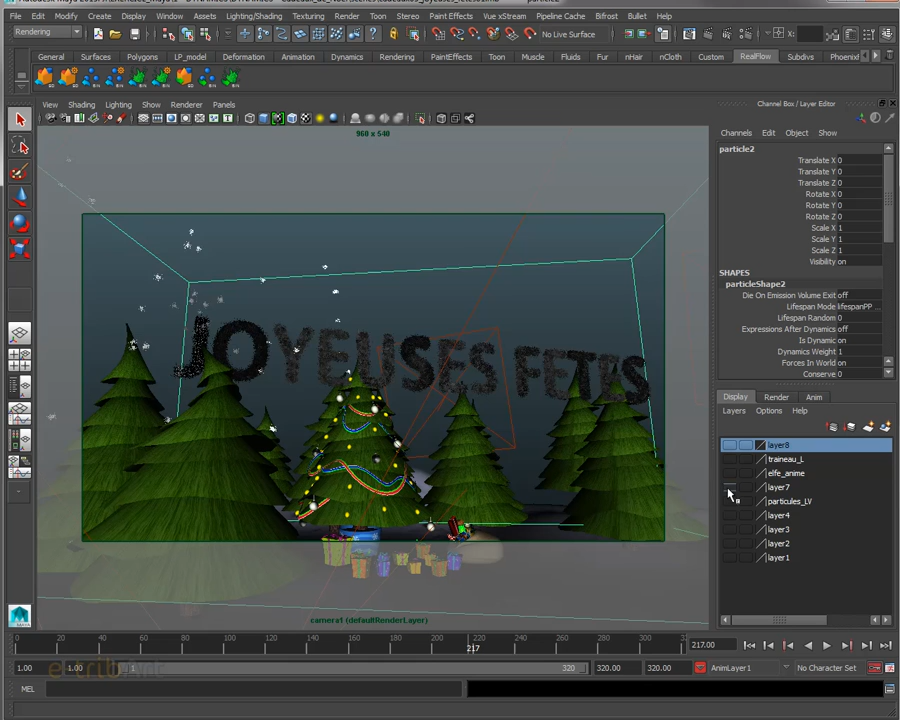 File Edit Modify Create Display Window Assets Lighting/Shading Texturing Render Toon Stereo Paint Effects Vue xStream Pipeline Cache Bifrost Bullet Help
Rendering No Live Surface X:
General Surfaces Polygons LP_model Deformation Animation Dynamics Rendering PaintEffects Toon Muscle Fluids Fur nHair nCloth Custom RealFlow Subdivs
View Shading Lighting Show Renderer Panels
Channel Box / Layer Editor
960 x 540
Channels Edit Object Show
particle2
Translate X 0
Translate Y 0
Translate Z 0
Rotate X 0
Rotate Y 0
Rotate Z 0
Scale X 1
Scale Y 1
Scale Z 1
Visibility on
SHAPES
particleShape2
Die On Emission Volume Exit off
Lifespan Mode lifespanPP ...
Lifespan Random 0
Expressions After Dynamics off
Is Dynamic on
Dynamics Weight 1
Forces In World on
Conserve 0
JOYEUSES FETES
Display Render Anim
Layers Options Help
layer8
traineau_L
elfe_anime
layer7
particules_LV
layer4
layer3
layer2
layer1
camera1 (defaultRenderLayer)
0 20 40 60 80 100 120 140 160 180 200 220 240 260 280 300
217
217.00
1.00 1.00 1 320 320.00 320.00 AnimLayer1 No Character Set
MEL